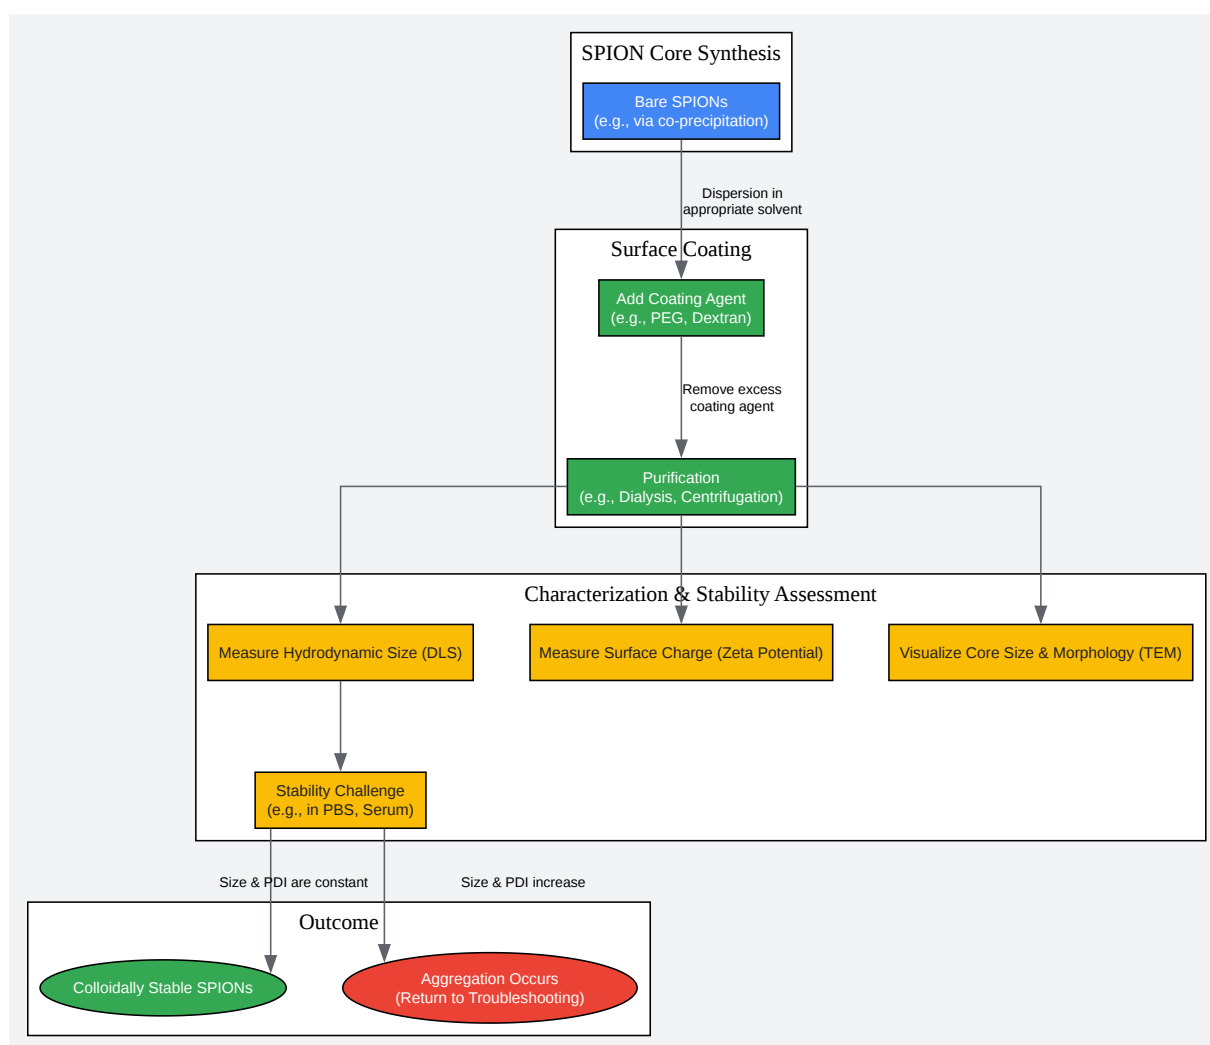 SPION Core Synthesis
Bare SPIONs
(e.g., via co-precipitation)
Dispersion in
appropriate solvent
Surface Coating
Add Coating Agent
(e.g., PEG, Dextran)
Remove excess
coating agent
Purification
(e.g., Dialysis, Centrifugation)
Characterization & Stability Assessment
Measure Hydrodynamic Size (DLS)
Measure Surface Charge (Zeta Potential)
Visualize Core Size & Morphology (TEM)
Stability Challenge
(e.g., in PBS, Serum)
Size & PDI are constant
Size & PDI increase
Outcome
Colloidally Stable SPIONs
Aggregation Occurs
(Return to Troubleshooting)